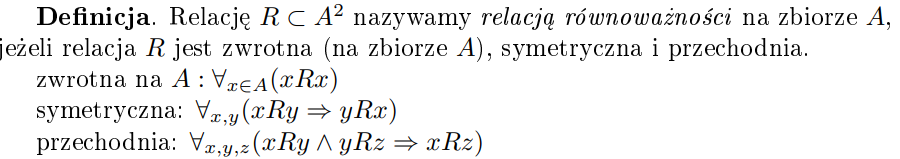 Definicja. Relację R ⊂ A² nazywamy relacją równoważności na zbiorze A,
jeżeli relacja R jest zwrotna (na zbiorze A), symetryczna i przechodnia.
zwrotna na A : ∀x∈A(xRx)
symetryczna: ∀x,y(xRy ⇒ yRx)
przechodnia: ∀x,y,z(xRy ∧ yRz ⇒ xRz)